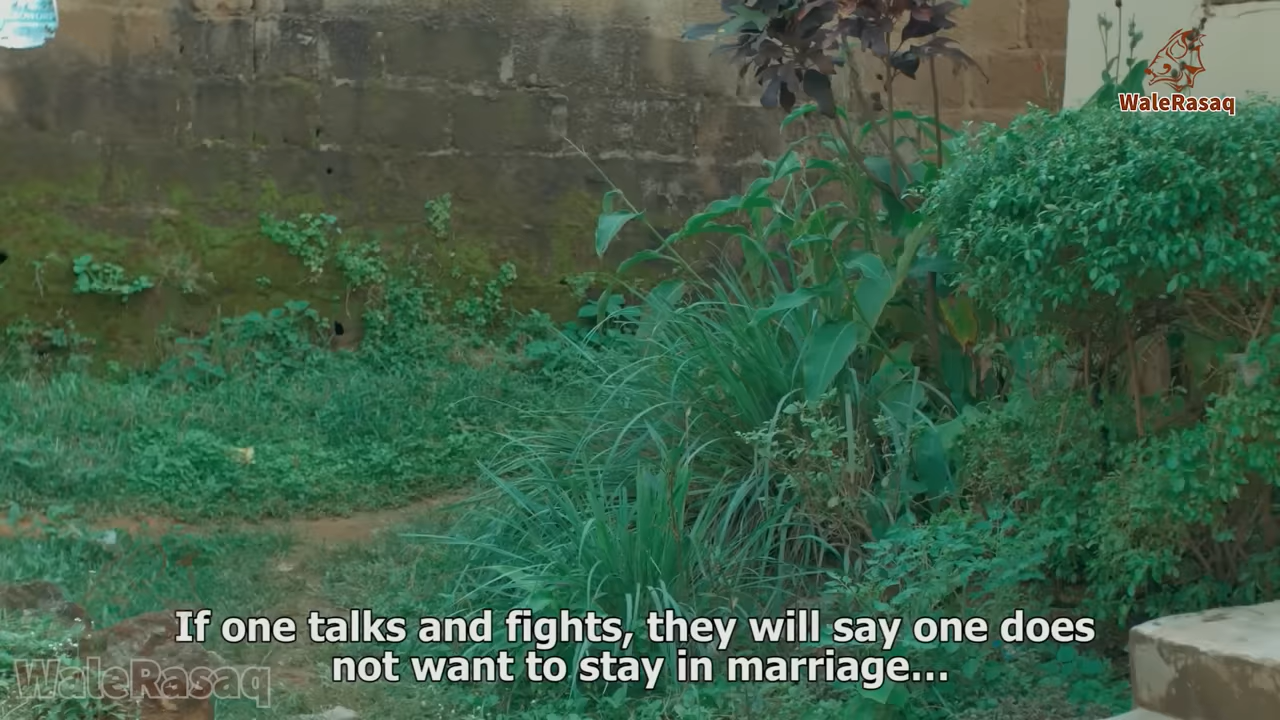 WaleRasaq
If one talks and fights, they will say one does
not want to stay in marriage...
WaleRasaq